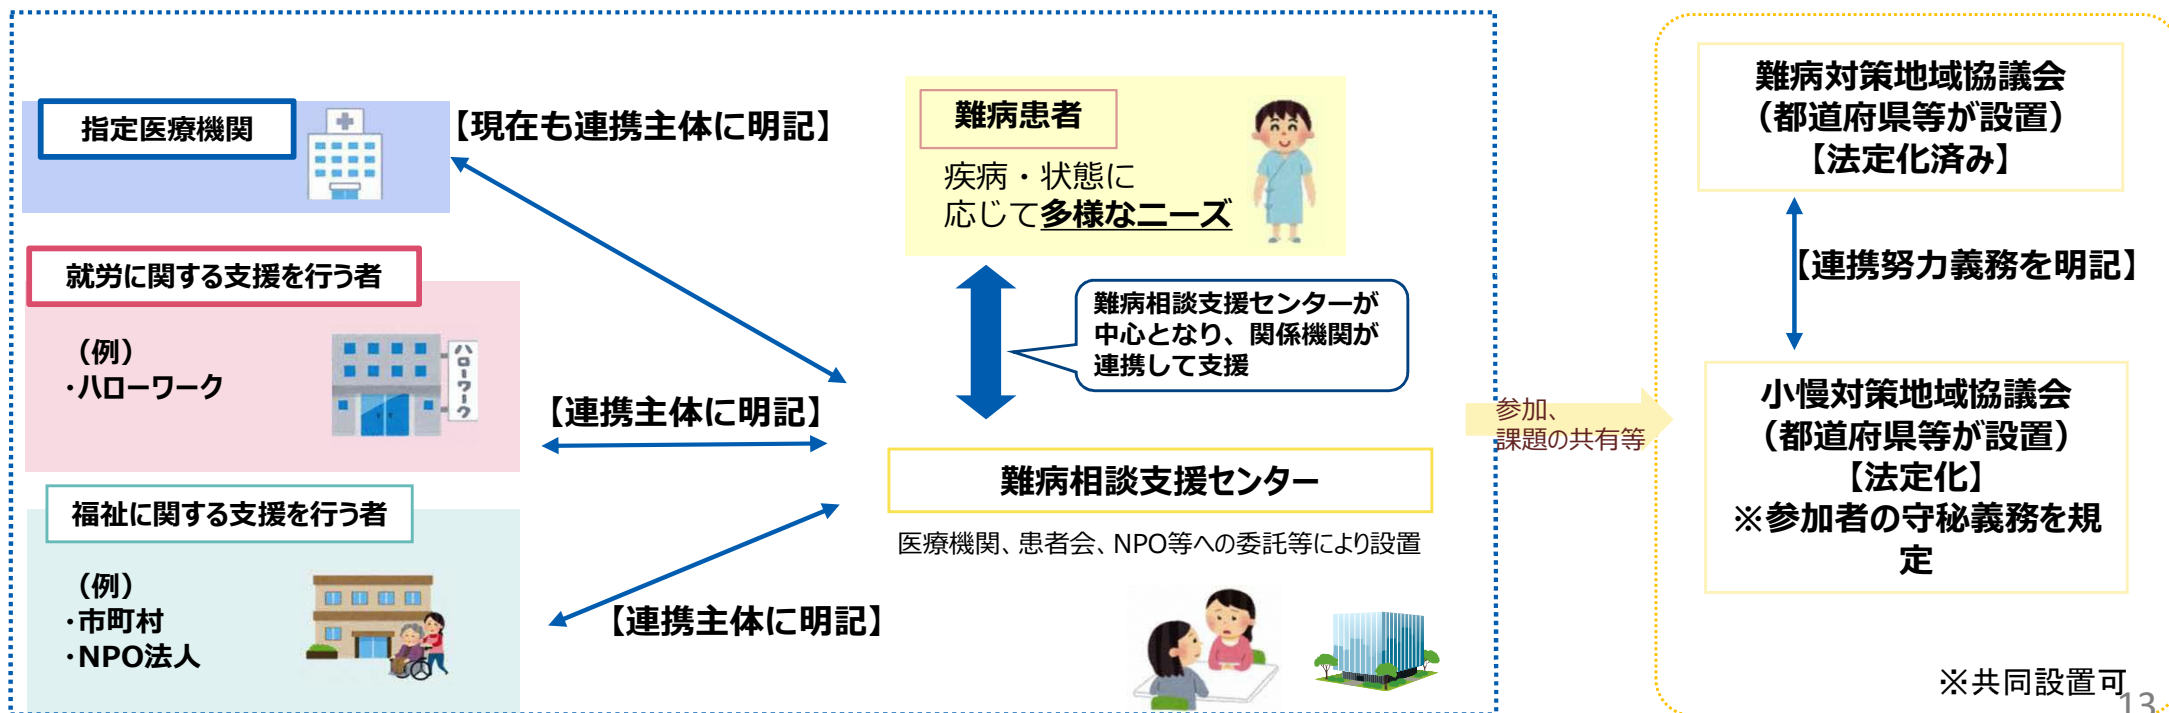 指定医療機関
【現在も連携主体に明記】
就労に関する支援を行う者
（例）
・ハローワーク
ハローワーク
【連携主体に明記】
福祉に関する支援を行う者
（例）
・市町村
・NPO法人
【連携主体に明記】
難病患者
疾病・状態に
応じて多様なニーズ
難病相談支援センターが
中心となり、関係機関が
連携して支援
難病相談支援センター
医療機関、患者会、NPO等への委託等により設置
参加、
課題の共有等
難病対策地域協議会
（都道府県等が設置）
【法定化済み】
【連携努力義務を明記】
小慢対策地域協議会
（都道府県等が設置）
【法定化】
※参加者の守秘義務を規
定
※共同設置可
13